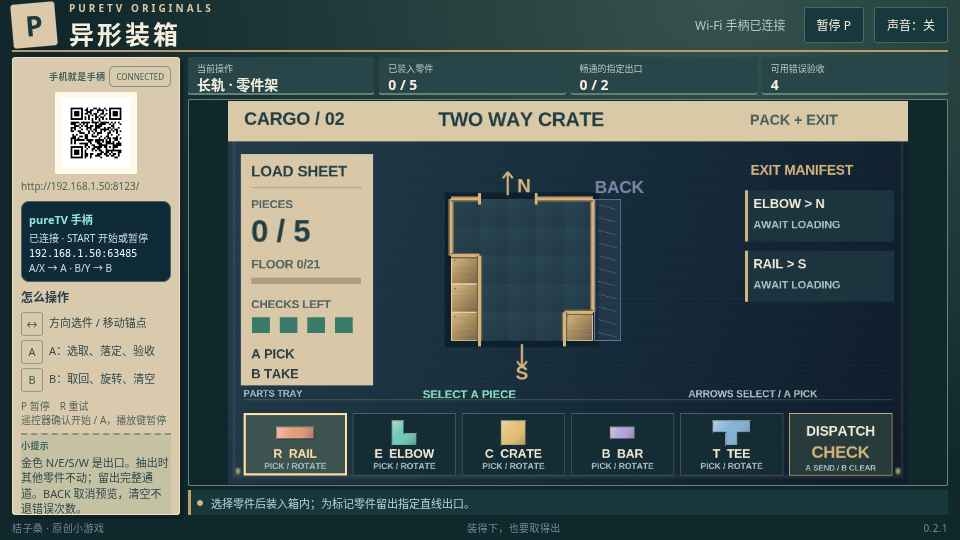 P
PURETV ORIGINALS
异形装箱
Wi-Fi 手柄已连接
暂停 P
声音：关
手机就是手柄
CONNECTED
http://192.168.1.50:8123/
pureTV 手柄
已连接 · START 开始或暂停
192.168.1.50:63485
A/X → A · B/Y → B
怎么操作
↔ 方向选件 / 移动锚点
A A：选取、落定、验收
B B：取回、旋转、清空
P 暂停 R 重试
遥控器确认开始 / A，播放键暂停
小提示
金色 N/E/S/W 是出口。抽出时
其他零件不动；留出完整通
道。BACK 取消预览，清空不
退错误次数。
当前操作
长轨 · 零件架
已装入零件
0 / 5
畅通的指定出口
0 / 2
可用错误验收
4
CARGO / 02
TWO WAY CRATE
PACK + EXIT
LOAD SHEET
PIECES
0 / 5
FLOOR 0/21
CHECKS LEFT
A PICK
B TAKE
N
BACK
S
EXIT MANIFEST
ELBOW > N
AWAIT LOADING
RAIL > S
AWAIT LOADING
PARTS TRAY
SELECT A PIECE
ARROWS SELECT / A PICK
R RAIL
PICK / ROTATE
E ELBOW
PICK / ROTATE
C CRATE
PICK / ROTATE
B BAR
PICK / ROTATE
T TEE
PICK / ROTATE
DISPATCH
CHECK
A SEND / B CLEAR
选择零件后装入箱内；为标记零件留出指定直线出口。
桔子桑 · 原创小游戏
装得下，也要取得出
0.2.1